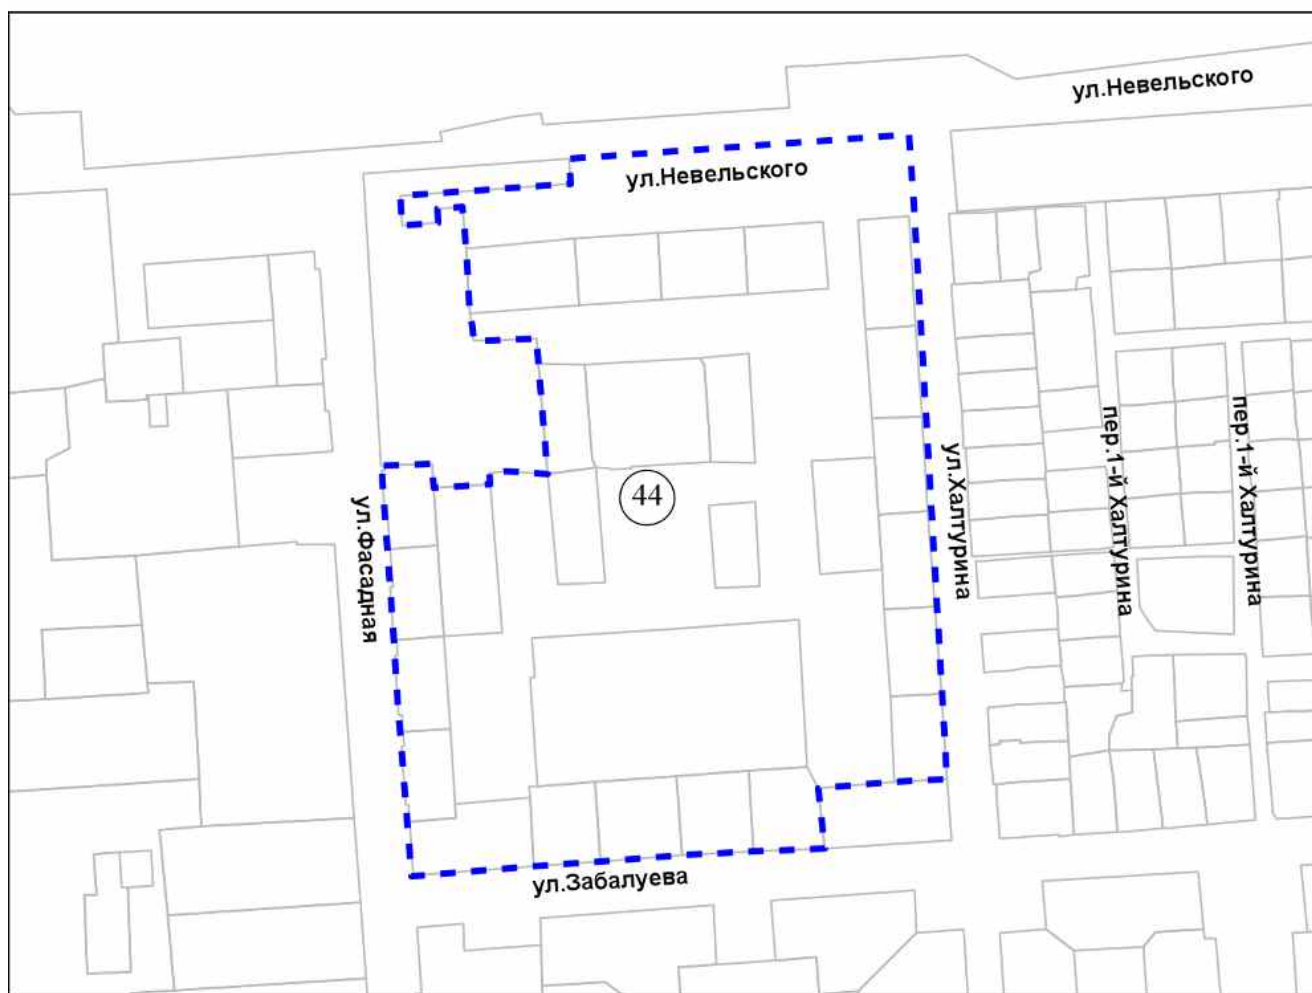 ул.Невельского
ул.Невельского
пер.1-й Халтурина
пер.1-й Халтурина
ул.Халтурина
44
ул.Фасадная
ул.Забалуева